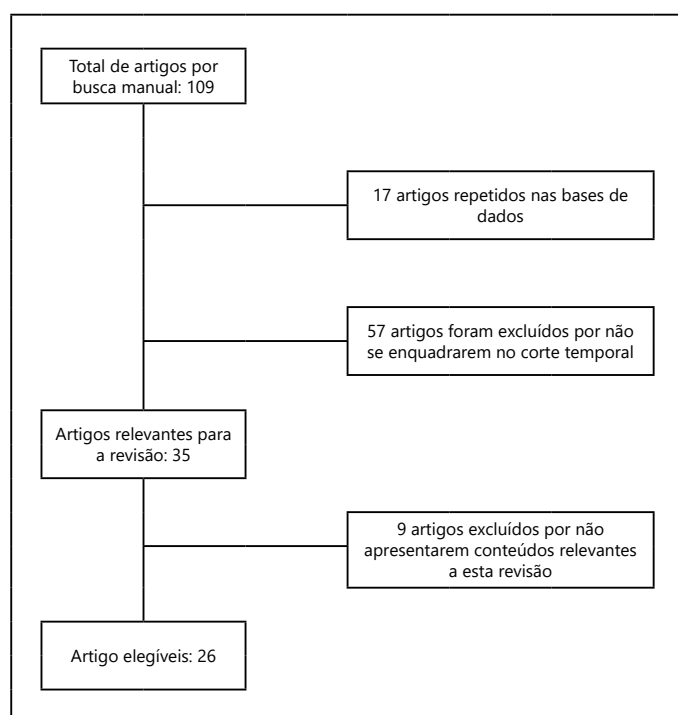 Total de artigos por
busca manual: 109
17 artigos repetidos nas bases de
dados
57 artigos foram excluídos por não
se enquadrarem no corte temporal
Artigos relevantes para
a revisão: 35
9 artigos excluídos por não
apresentarem conteúdos relevantes
a esta revisão
Artigo elegíveis: 26